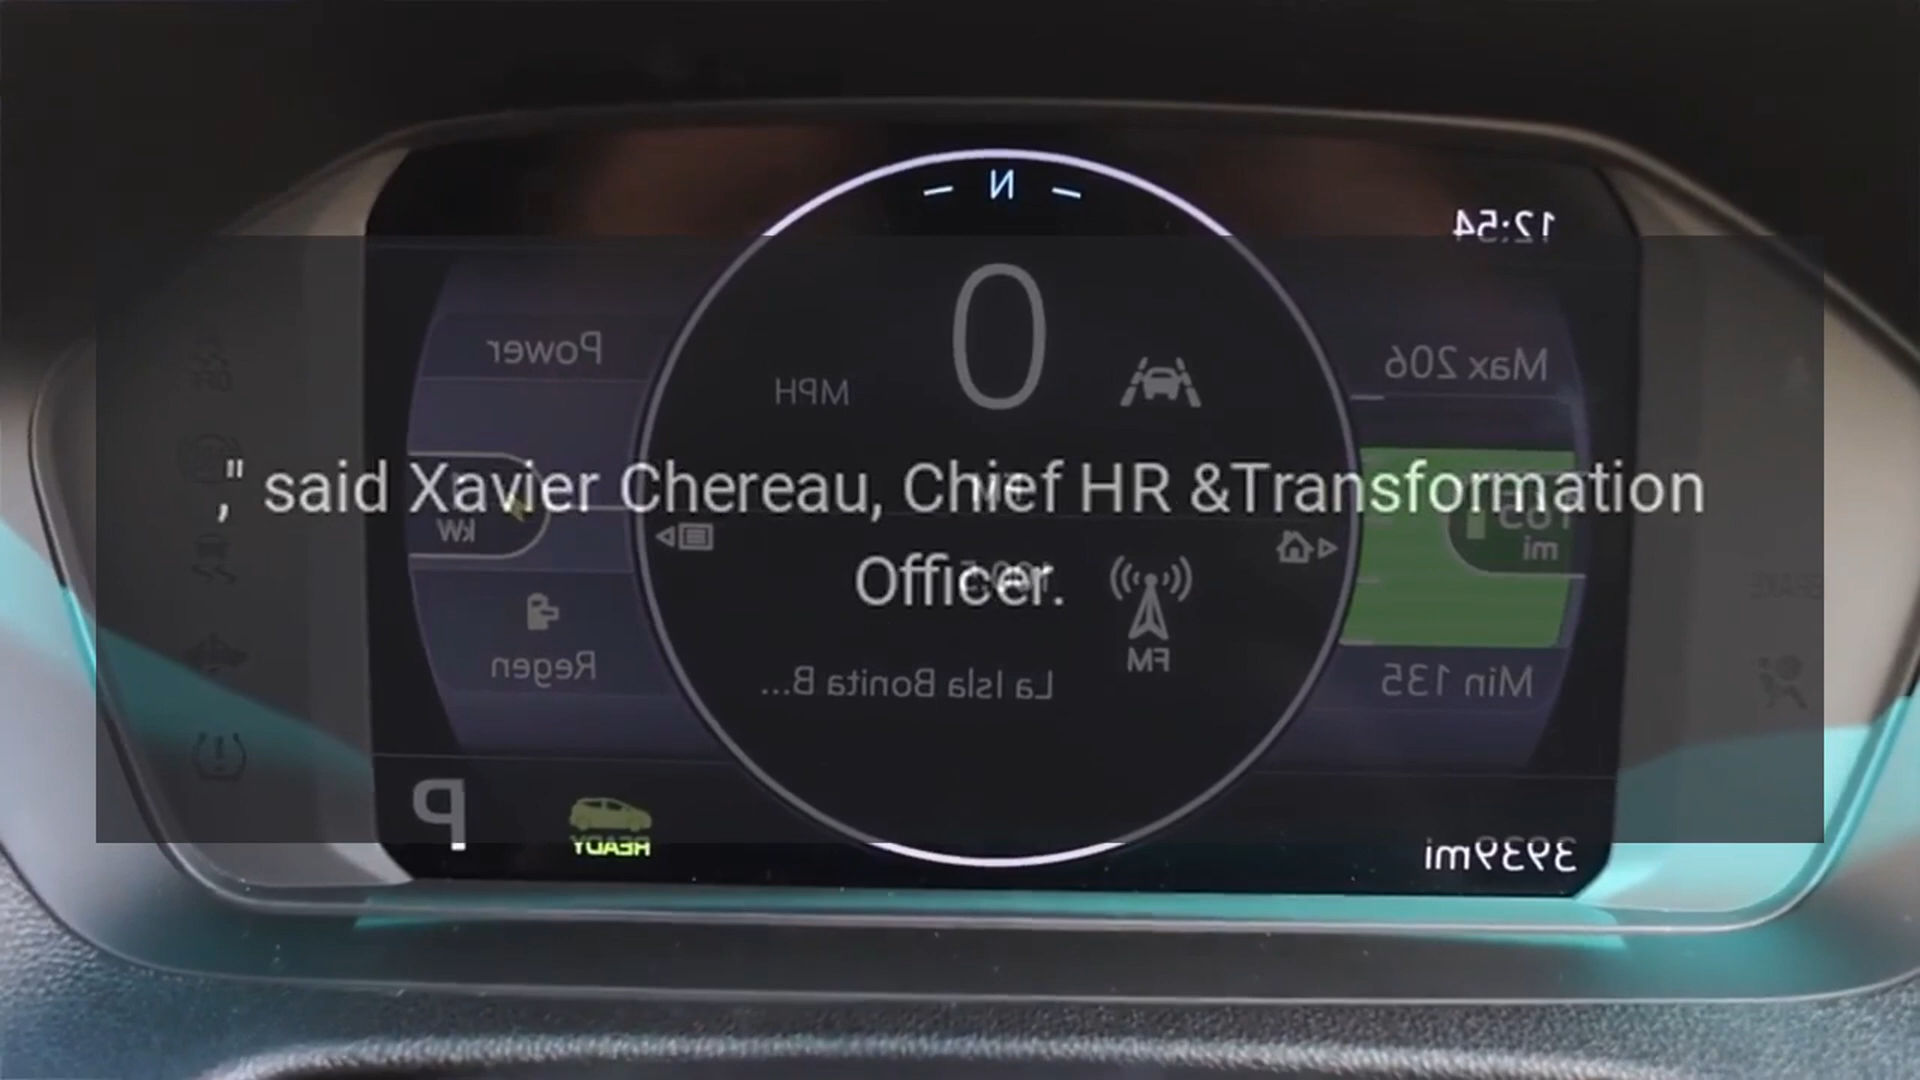 N
12:54
Power
Max 206
0
MPH
," said Xavier Chereau, Chief HR &Transformation
Officer.
kW
mi
FM
Regen
La Isla Bonita B...
Min 135
P
READY
3939mi